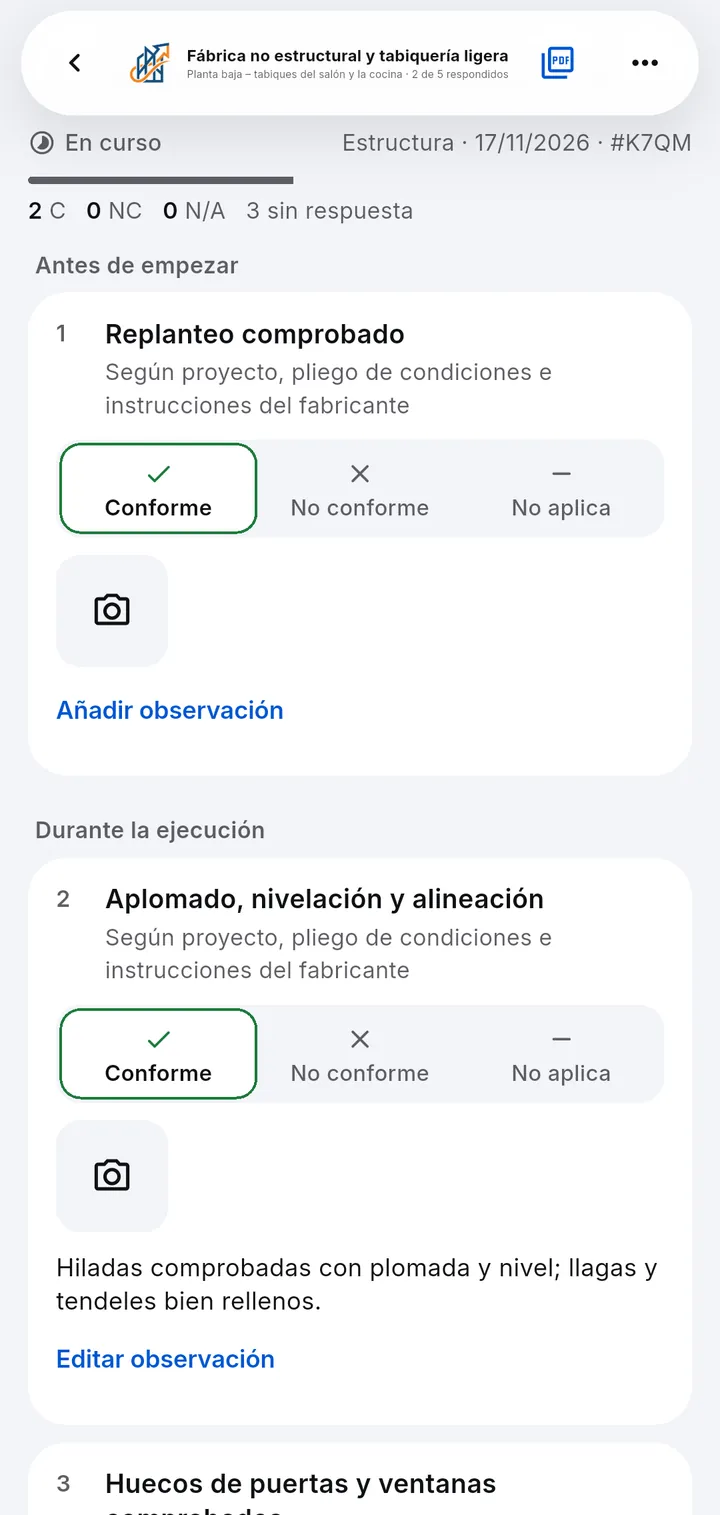 Fábrica no estructural y tabiquería ligera
PDF
Planta baja – tabiques del salón y la cocina · 2 de 5 respondidos
En curso
Estructura · 17/11/2026 · #K7QM
2 C 0 NC 0 N/A 3 sin respuesta
Antes de empezar
1 Replanteo comprobado
Según proyecto, pliego de condiciones e
instrucciones del fabricante
Conforme
No conforme
No aplica
Añadir observación
Durante la ejecución
2 Aplomado, nivelación y alineación
Según proyecto, pliego de condiciones e
instrucciones del fabricante
Conforme
No conforme
No aplica
Hiladas comprobadas con plomada y nivel; llagas y
tendeles bien rellenos.
Editar observación
3 Huecos de puertas y ventanas